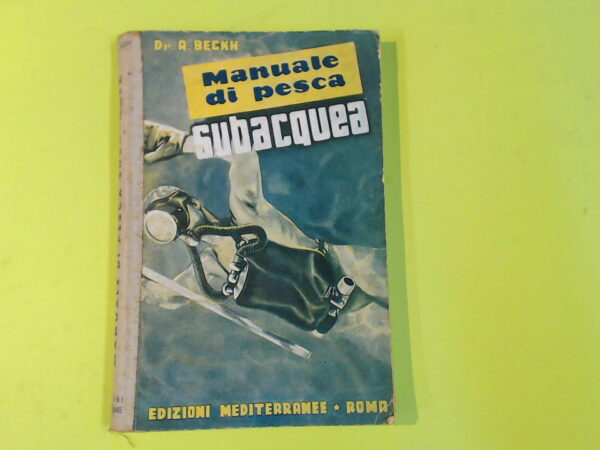 Dr A. BECKH
Manuale
di pesca
subacquea
EDIZIONI MEDITERRANEE ★ ROMA